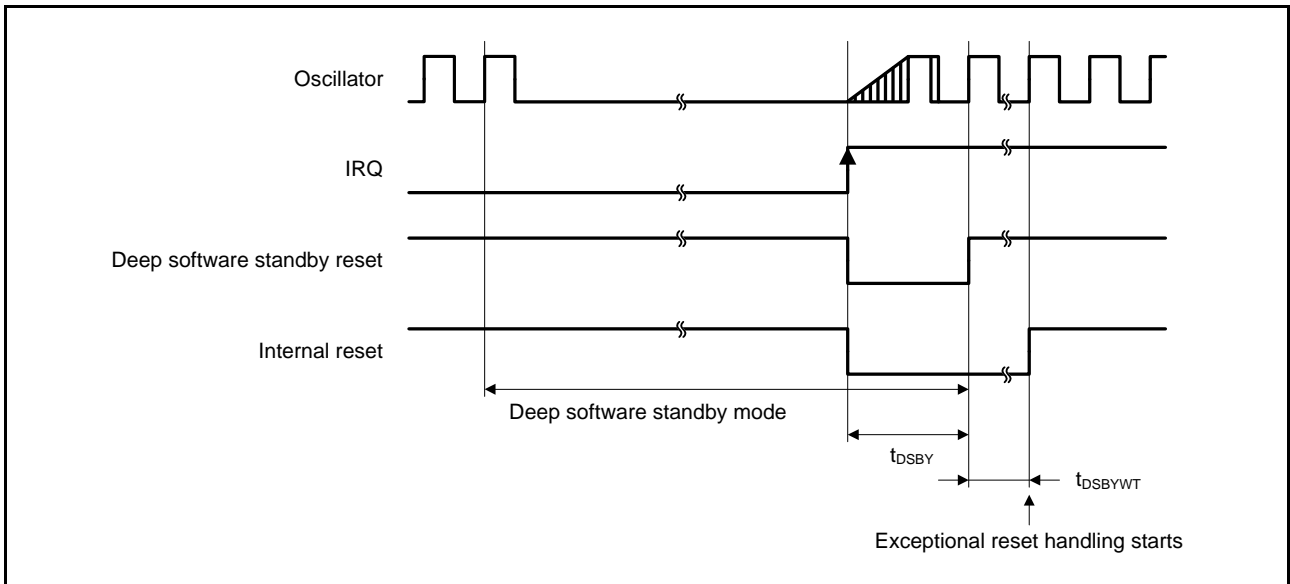 Oscillator
IRQ
Deep software standby reset
Internal reset
Deep software standby mode
tDSBY
tDSBYWT
Exceptional reset handling starts